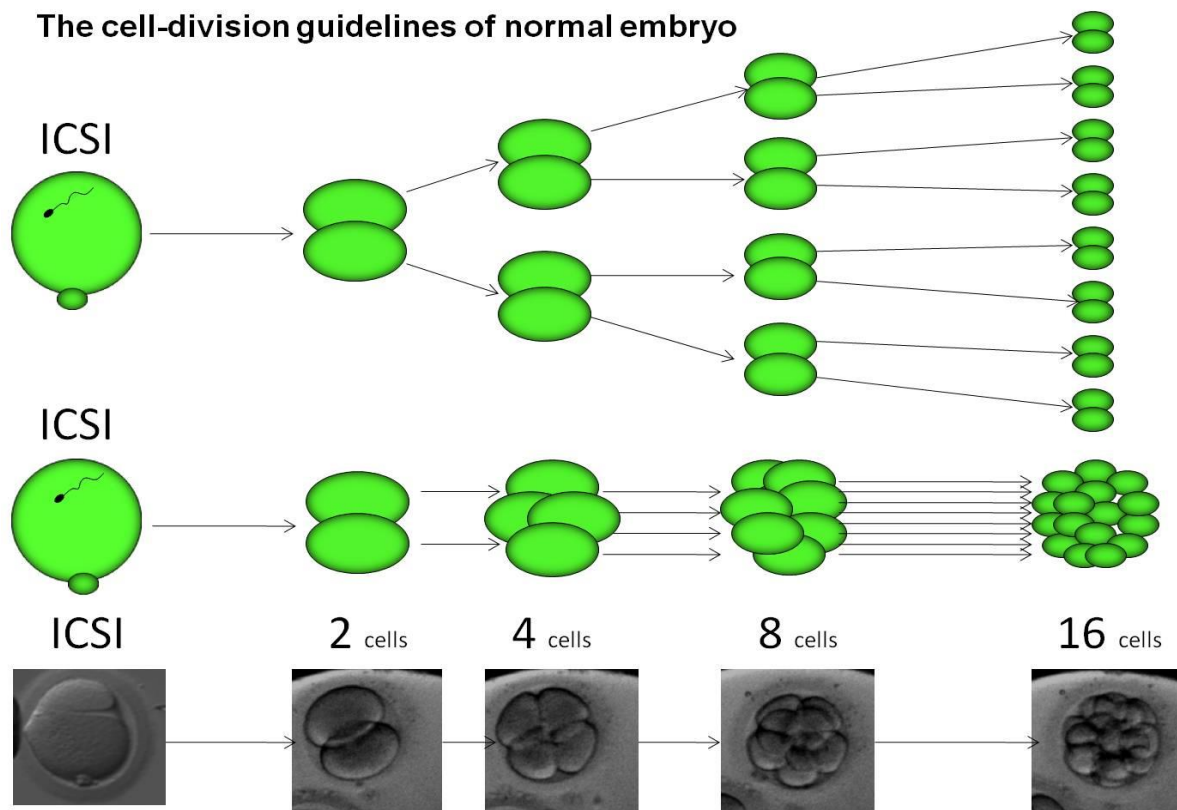 The cell-division guidelines of normal embryo
ICSI
ICSI
ICSI
2 cells
4 cells
8 cells
16 cells